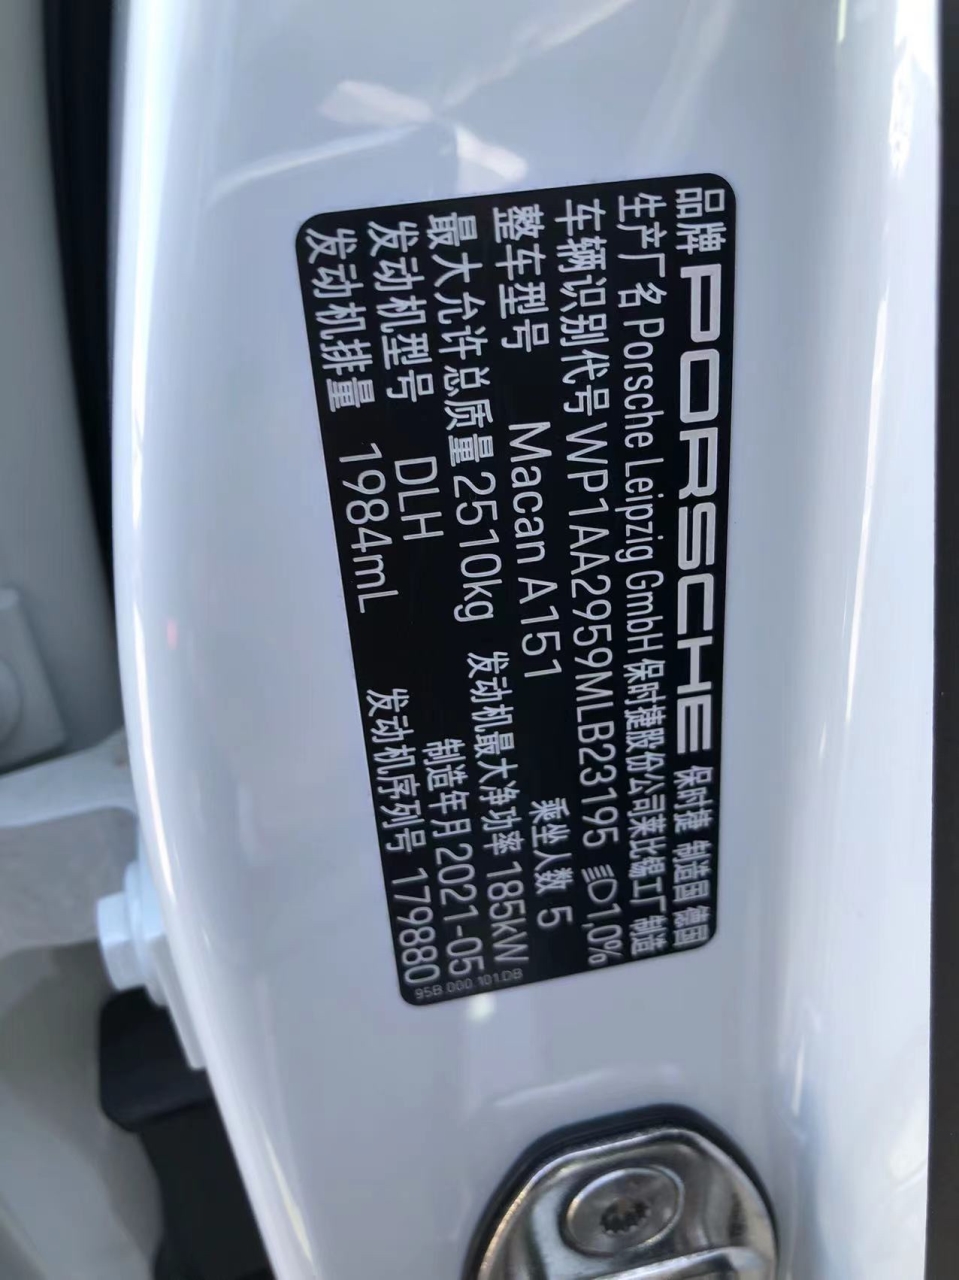 品牌 PORSCHE 保时捷 制造国 德国
生产厂名 Porsche Leipzig GmbH 保时捷股份公司莱比锡工厂 制造
车辆识别代号 WP1AA2959MLB23195 1,0%
整车型号 Macan A151 乘坐人数 5
最大允许总质量 2510kg 发动机最大净功率 185kW
发动机型号 DLH 制造年月 2021-05
发动机排量 1984mL 发动机序列号 179880
95B 000 101.DB